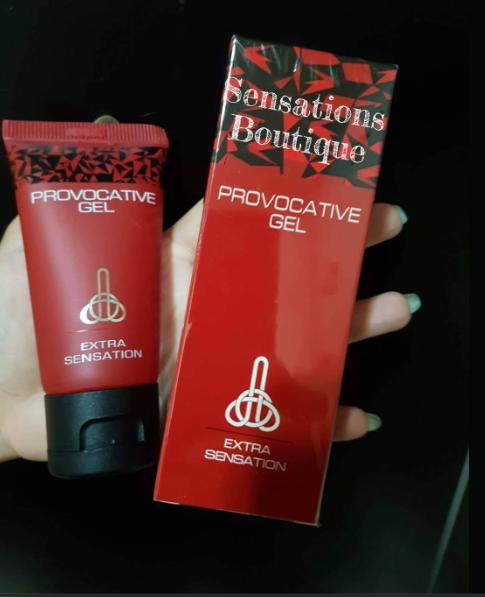 Sensations
Boutique
PROVOCATIVE
GEL
EXTRA
SENSATION
PROVOCATIVE
GEL
EXTRA
SENSATION